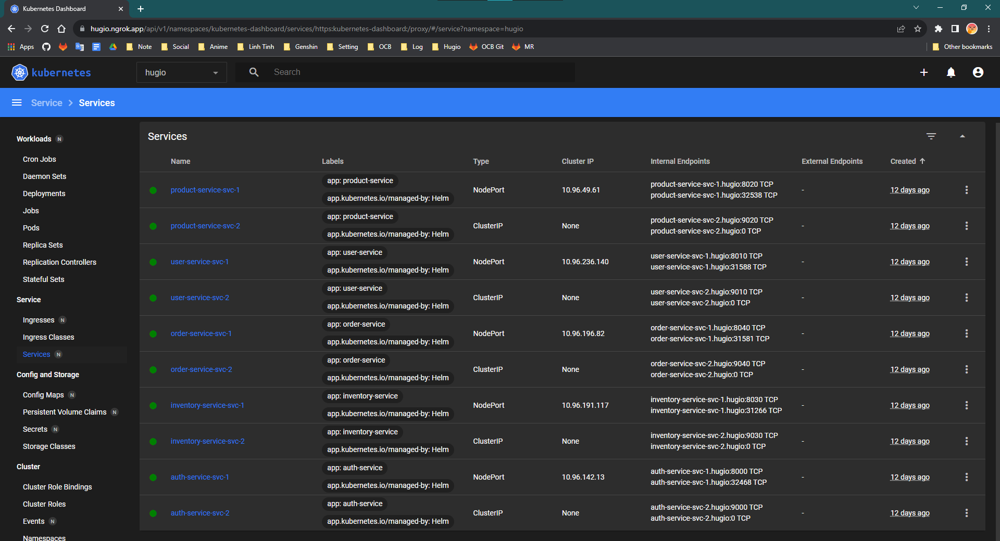 Kubernetes Dashboard
hugio.ngrok.app/api/v1/namespaces/kubernetes-dashboard/services/https:kubernetes-dashboard:/proxy/#/service?namespace=hugio
Apps Note Social Anime Linh Tinh Genshin Setting OCB Log Hugio OCB Git MR Other bookmarks
kubernetes hugio Search
Service Services
Workloads N
Cron Jobs
Daemon Sets
Deployments
Jobs
Pods
Replica Sets
Replication Controllers
Stateful Sets
Service
Ingresses N
Ingress Classes
Services N
Config and Storage
Config Maps N
Persistent Volume Claims N
Secrets N
Storage Classes
Cluster
Cluster Role Bindings
Cluster Roles
Events N
Namespaces
Services
Name Labels Type Cluster IP Internal Endpoints External Endpoints Created
product-service-svc-1 app: product-service app.kubernetes.io/managed-by: Helm NodePort 10.96.49.61 product-service-svc-1.hugio:8020 TCP product-service-svc-1.hugio:32538 TCP - 12 days ago
product-service-svc-2 app: product-service app.kubernetes.io/managed-by: Helm ClusterIP None product-service-svc-2.hugio:9020 TCP product-service-svc-2.hugio:0 TCP - 12 days ago
user-service-svc-1 app: user-service app.kubernetes.io/managed-by: Helm NodePort 10.96.236.140 user-service-svc-1.hugio:8010 TCP user-service-svc-1.hugio:31588 TCP - 12 days ago
user-service-svc-2 app: user-service app.kubernetes.io/managed-by: Helm ClusterIP None user-service-svc-2.hugio:9010 TCP user-service-svc-2.hugio:0 TCP - 12 days ago
order-service-svc-1 app: order-service app.kubernetes.io/managed-by: Helm NodePort 10.96.196.82 order-service-svc-1.hugio:8040 TCP order-service-svc-1.hugio:31581 TCP - 12 days ago
order-service-svc-2 app: order-service app.kubernetes.io/managed-by: Helm ClusterIP None order-service-svc-2.hugio:9040 TCP order-service-svc-2.hugio:0 TCP - 12 days ago
inventory-service-svc-1 app: inventory-service app.kubernetes.io/managed-by: Helm NodePort 10.96.191.117 inventory-service-svc-1.hugio:8030 TCP inventory-service-svc-1.hugio:31266 TCP - 12 days ago
inventory-service-svc-2 app: inventory-service app.kubernetes.io/managed-by: Helm ClusterIP None inventory-service-svc-2.hugio:9030 TCP inventory-service-svc-2.hugio:0 TCP - 12 days ago
auth-service-svc-1 app: auth-service app.kubernetes.io/managed-by: Helm NodePort 10.96.142.13 auth-service-svc-1.hugio:8000 TCP auth-service-svc-1.hugio:32468 TCP - 12 days ago
auth-service-svc-2 app: auth-service app.kubernetes.io/managed-by: Helm ClusterIP None auth-service-svc-2.hugio:9000 TCP auth-service-svc-2.hugio:0 TCP - 12 days ago